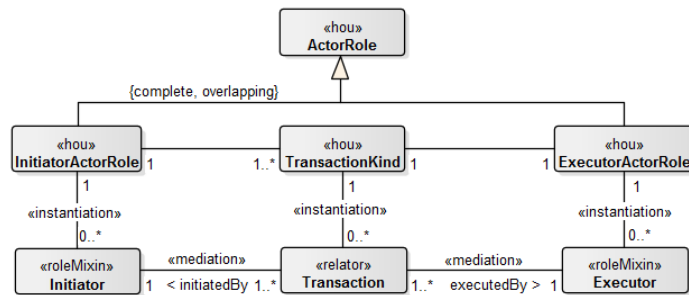 «hou»
ActorRole
{complete, overlapping}
«hou»
InitiatorActorRole
«hou»
TransactionKind
«hou»
ExecutorActorRole
1
1..*
1
1
1
1
1
«instantiation»
«instantiation»
«instantiation»
0..*
0..*
0..*
«roleMixin»
Initiator
«mediation»
1
< initiatedBy
1..*
«relator»
Transaction
«mediation»
1..*
executedBy >
1
«roleMixin»
Executor